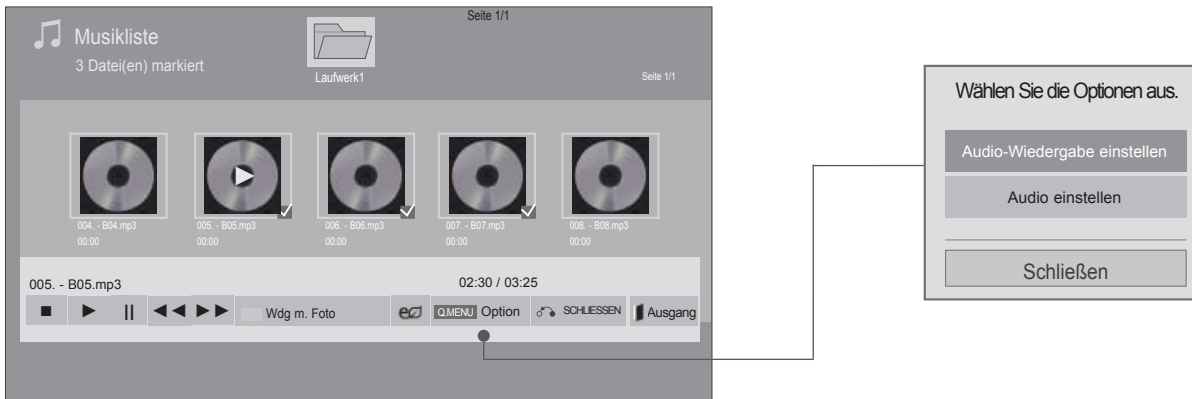 Seite 1/1
Musikliste
3 Datei(en) markiert
Laufwerk1
Seite 1/1
004. - B04.mp3
00:00
005. - B05.mp3
00:00
006. - B06.mp3
00:00
007. - B07.mp3
00:00
008. - B08.mp3
00:00
005. - B05.mp3
02:30 / 03:25
Wdg m. Foto
Q.MENU Option
SCHLIESSEN
Ausgang
Wählen Sie die Optionen aus.
Audio-Wiedergabe einstellen
Audio einstellen
Schließen